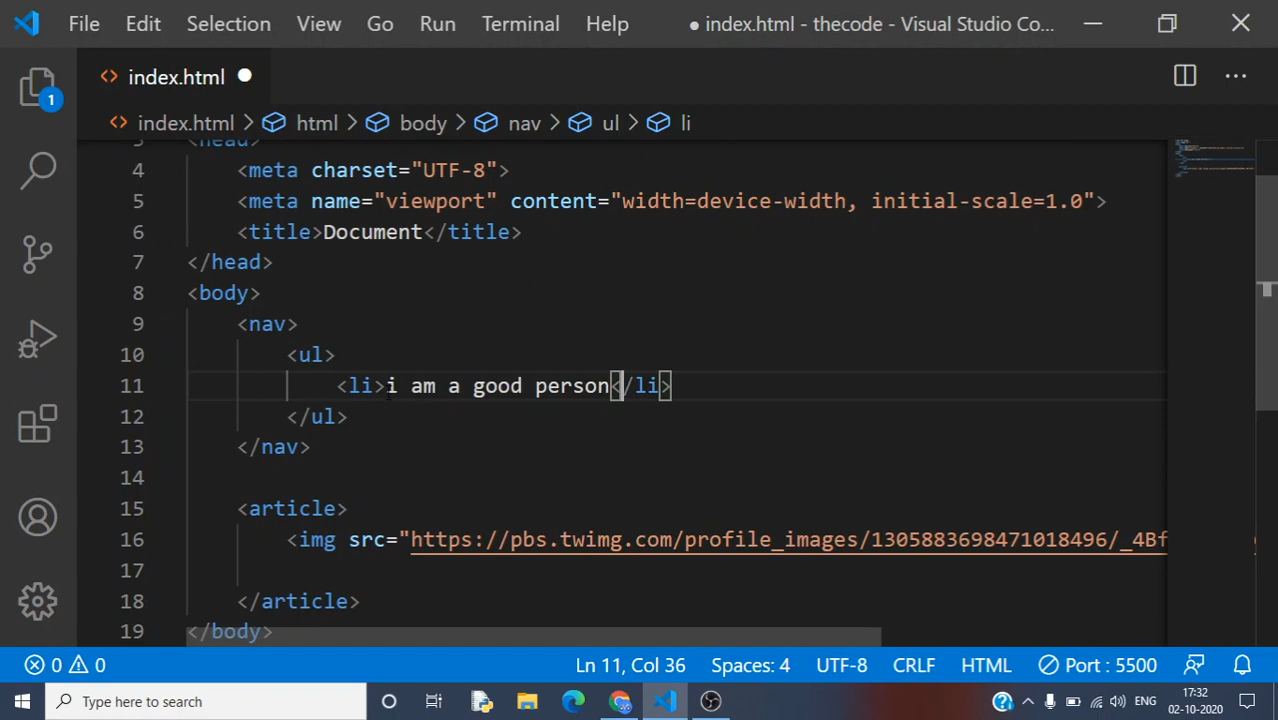 File Edit Selection View Go Run Terminal Help ● index.html - thecode - Visual Studio Co...
index.html
1
index.html > html > body > nav > ul > li
3 <head>
4 <meta charset="UTF-8">
5 <meta name="viewport" content="width=device-width, initial-scale=1.0">
6 <title>Document</title>
7 </head>
8 <body>
9 <nav>
10 <ul>
11 <li>i am a good person</li>
12 </ul>
13 </nav>
14
15 <article>
16 <img src="https://pbs.twimg.com/profile_images/1305883698471018496/_4Bf
17
18 </article>
19 </body>
0 0 Ln 11, Col 36 Spaces: 4 UTF-8 CRLF HTML Port : 5500
Type here to search ENG 17:32
02-10-2020